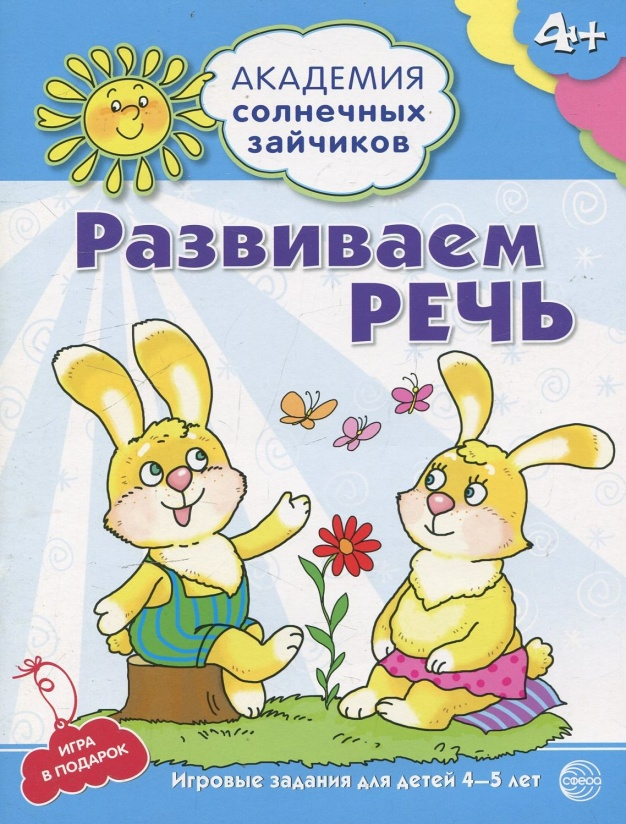 4+
АКАДЕМИЯ
солнечных
зайчиков
Развиваем
РЕЧЬ
ИГРА
В ПОДАРОК
Игровые задания для детей 4–5 лет
сфера